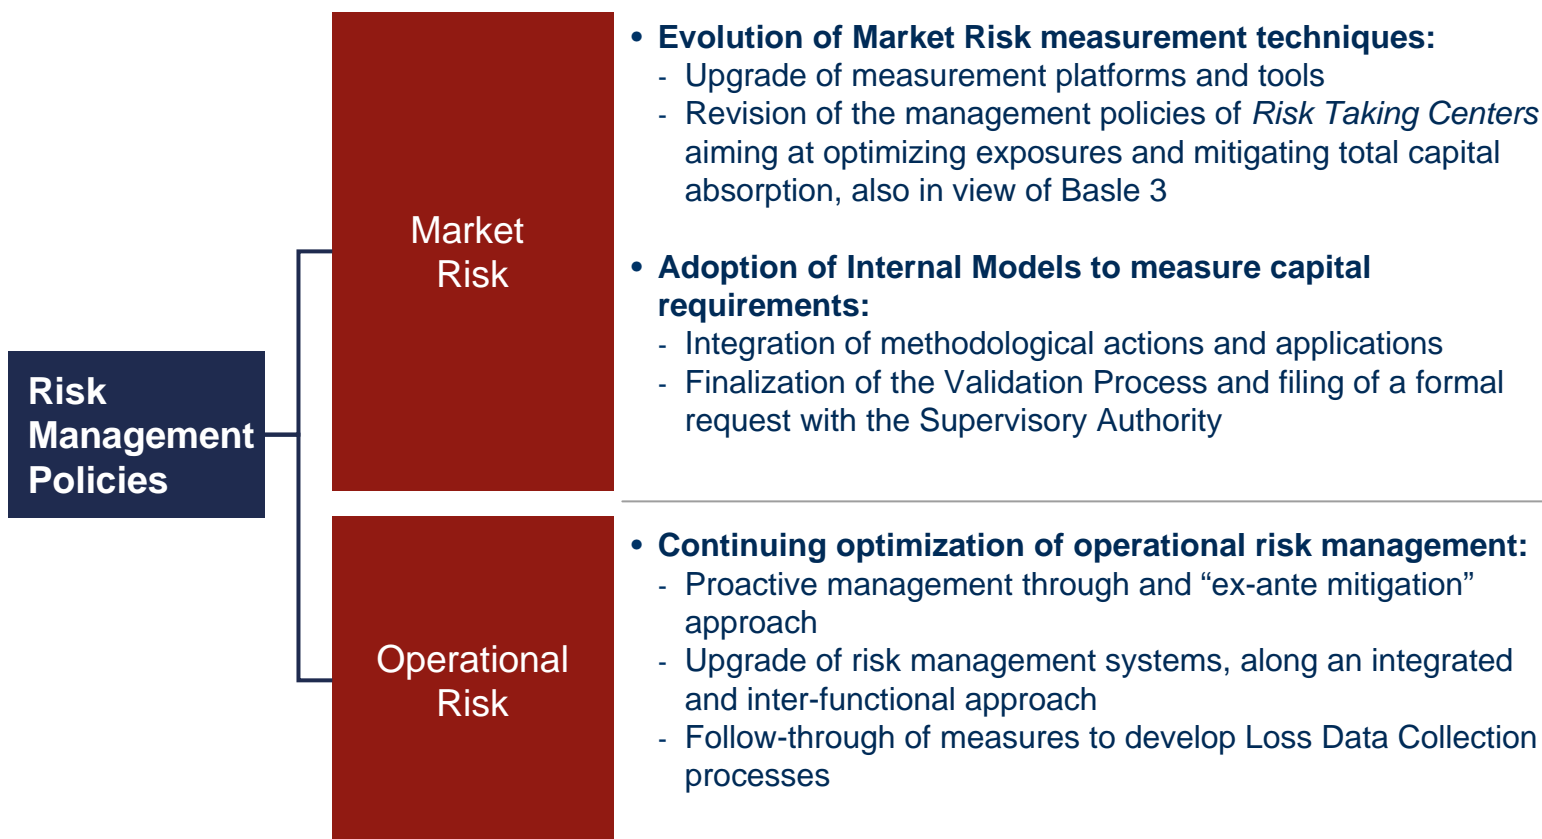 Risk
Management
Policies
Market
Risk
• Evolution of Market Risk measurement techniques:
- Upgrade of measurement platforms and tools
- Revision of the management policies of Risk Taking Centers
aiming at optimizing exposures and mitigating total capital
absorption, also in view of Basle 3
• Adoption of Internal Models to measure capital
requirements:
- Integration of methodological actions and applications
- Finalization of the Validation Process and filing of a formal
request with the Supervisory Authority
Operational
Risk
• Continuing optimization of operational risk management:
- Proactive management through and “ex-ante mitigation”
approach
- Upgrade of risk management systems, along an integrated
and inter-functional approach
- Follow-through of measures to develop Loss Data Collection
processes